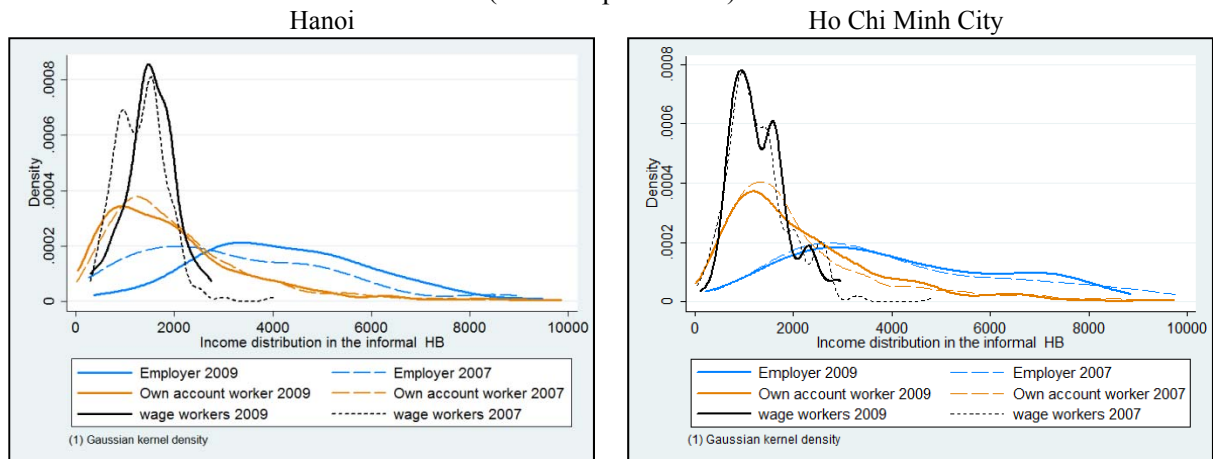 Hanoi
Ho Chi Minh City
Density
0 .0002 .0004 .0006 .0008
0 2000 4000 6000 8000 10000
Income distribution in the informal HB
Employer 2009 Employer 2007
Own account worker 2009 Own account worker 2007
wage workers 2009 wage workers 2007
(1) Gaussian kernel density
Density
0 .0002 .0004 .0006 .0008
0 2000 4000 6000 8000 10000
Income distribution in the informal HB
Employer 2009 Employer 2007
Own account worker 2009 Own account worker 2007
wage workers 2009 wage workers 2007
(1) Gaussian kernel density